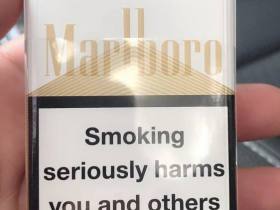 Marlboro
Smoking
seriously harms
you and others